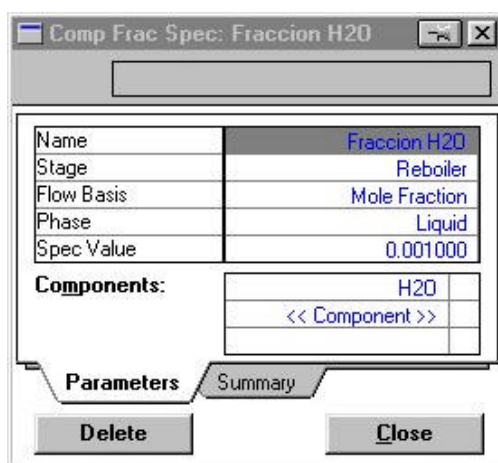 Comp Frac Spec: Fraccion H2O
Name Fraccion H2O
Stage Reboiler
Flow Basis Mole Fraction
Phase Liquid
Spec Value 0.001000
Components: H2O
<< Component >>
Parameters Summary
Delete Close